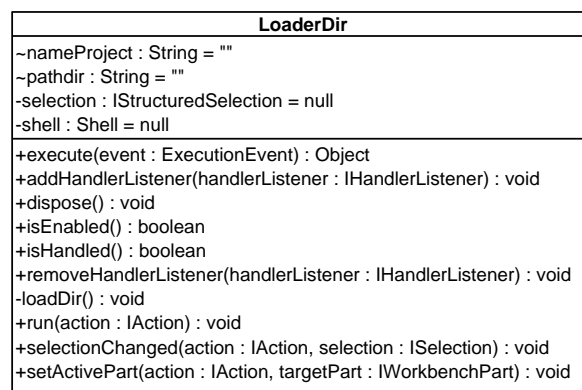 LoaderDir
~nameProject : String = ""
~pathdir : String = ""
-selection : IStructuredSelection = null
-shell : Shell = null
+execute(event : ExecutionEvent) : Object
+addHandlerListener(handlerListener : IHandlerListener) : void
+dispose() : void
+isEnabled() : boolean
+isHandled() : boolean
+removeHandlerListener(handlerListener : IHandlerListener) : void
-loadDir() : void
+run(action : IAction) : void
+selectionChanged(action : IAction, selection : ISelection) : void
+setActivePart(action : IAction, targetPart : IWorkbenchPart) : void